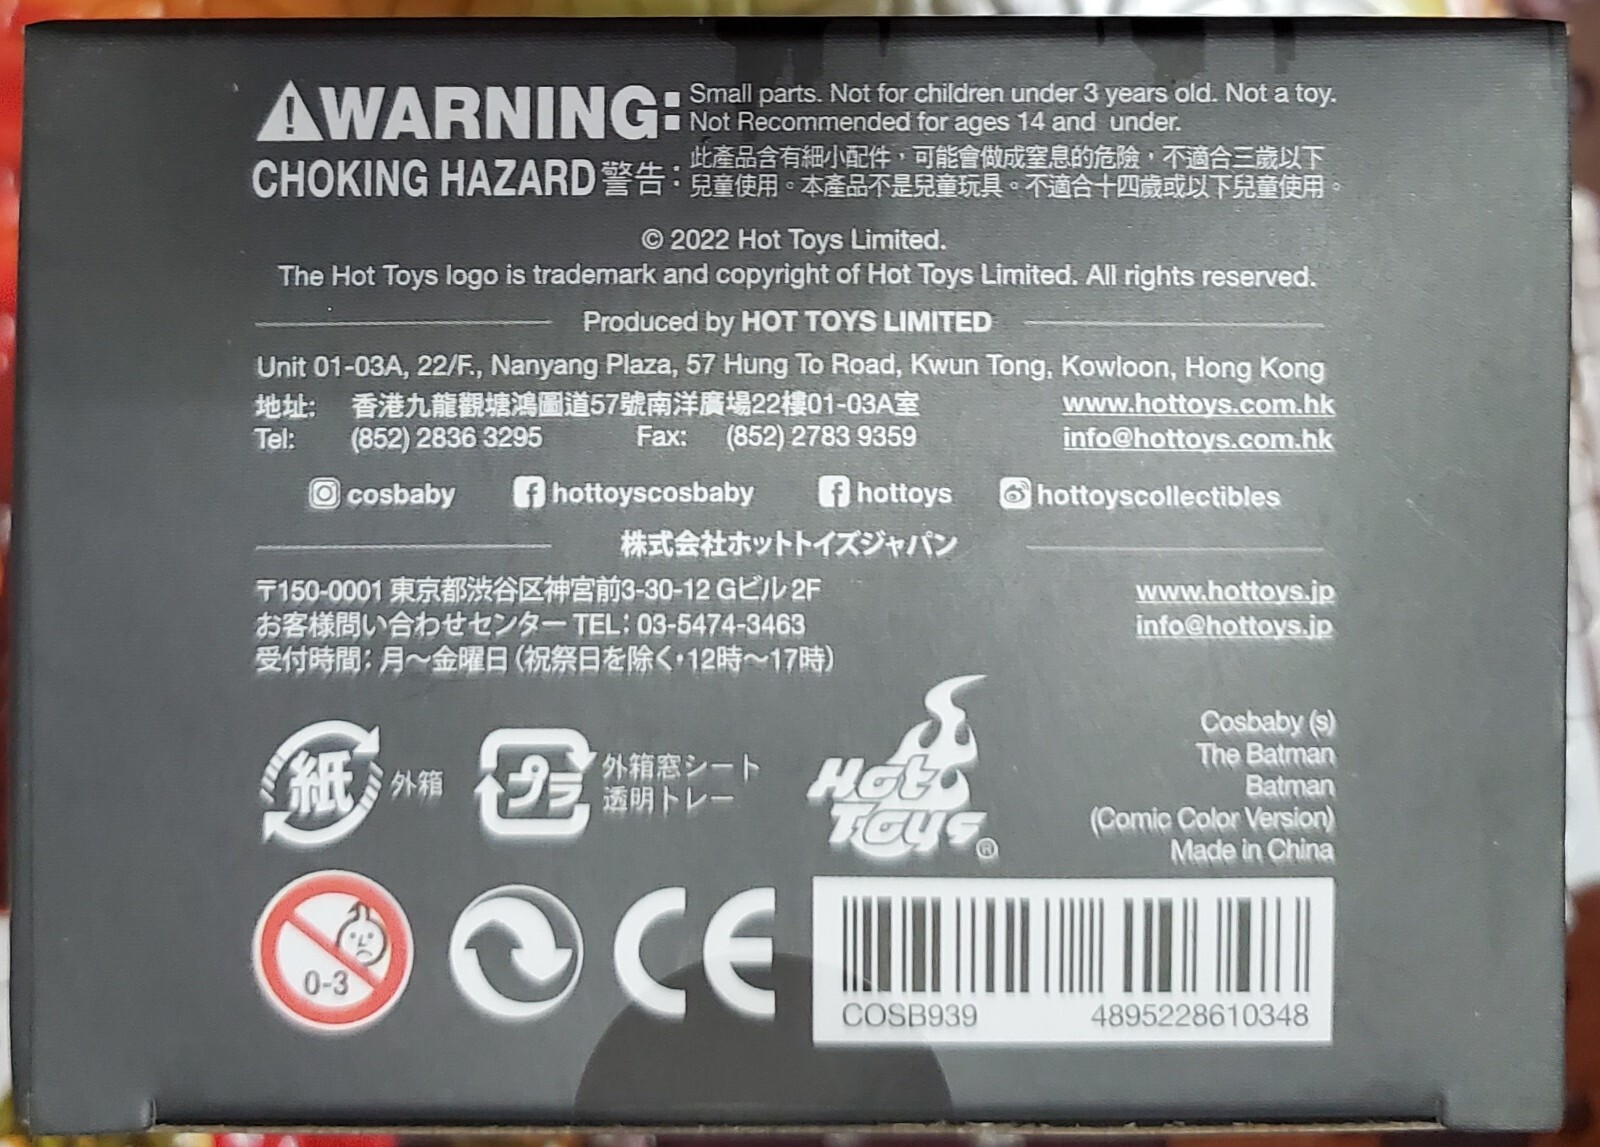 ⚠WARNING: Small parts. Not for children under 3 years old. Not a toy.
Not Recommended for ages 14 and under.
CHOKING HAZARD 警告：此產品含有細小配件，可能會做成窒息的危險，不適合三歲以下
兒童使用。本產品不是兒童玩具。不適合十四歲或以下兒童使用。
© 2022 Hot Toys Limited.
The Hot Toys logo is trademark and copyright of Hot Toys Limited. All rights reserved.
Produced by HOT TOYS LIMITED
Unit 01-03A, 22/F., Nanyang Plaza, 57 Hung To Road, Kwun Tong, Kowloon, Hong Kong
地址: 香港九龍觀塘鴻圖道57號南洋廣場22樓01-03A室 www.hottoys.com.hk
Tel: (852) 2836 3295 Fax: (852) 2783 9359 info@hottoys.com.hk
cosbaby hottoyscosbaby hottoys hottoyscollectibles
株式会社ホットトイズジャパン
〒150-0001 東京都渋谷区神宮前3-30-12 Gビル 2F www.hottoys.jp
お客様問い合わせセンター TEL: 03-5474-3463 info@hottoys.jp
受付時間: 月～金曜日 (祝祭日を除く・12時～17時)
紙 外箱
プラ 外箱窓シート
透明トレー
Hot
Toys®
Cosbaby (s)
The Batman
Batman
(Comic Color Version)
Made in China
0-3
CE
COSB939 4895228610348